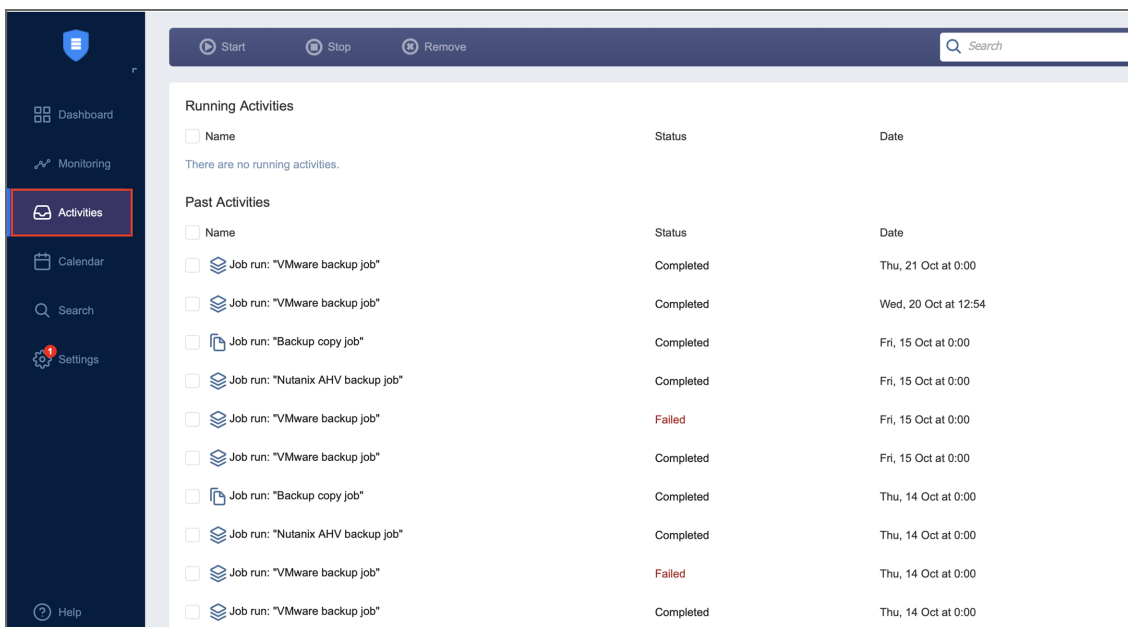 Start Stop Remove Search
Dashboard
Monitoring
Activities
Calendar
Search
1
Settings
Help
Running Activities
Name Status Date
There are no running activities.
Past Activities
Name Status Date
Job run: "VMware backup job" Completed Thu, 21 Oct at 0:00
Job run: "VMware backup job" Completed Wed, 20 Oct at 12:54
Job run: "Backup copy job" Completed Fri, 15 Oct at 0:00
Job run: "Nutanix AHV backup job" Completed Fri, 15 Oct at 0:00
Job run: "VMware backup job" Failed Fri, 15 Oct at 0:00
Job run: "VMware backup job" Completed Fri, 15 Oct at 0:00
Job run: "Backup copy job" Completed Thu, 14 Oct at 0:00
Job run: "Nutanix AHV backup job" Completed Thu, 14 Oct at 0:00
Job run: "VMware backup job" Failed Thu, 14 Oct at 0:00
Job run: "VMware backup job" Completed Thu, 14 Oct at 0:00